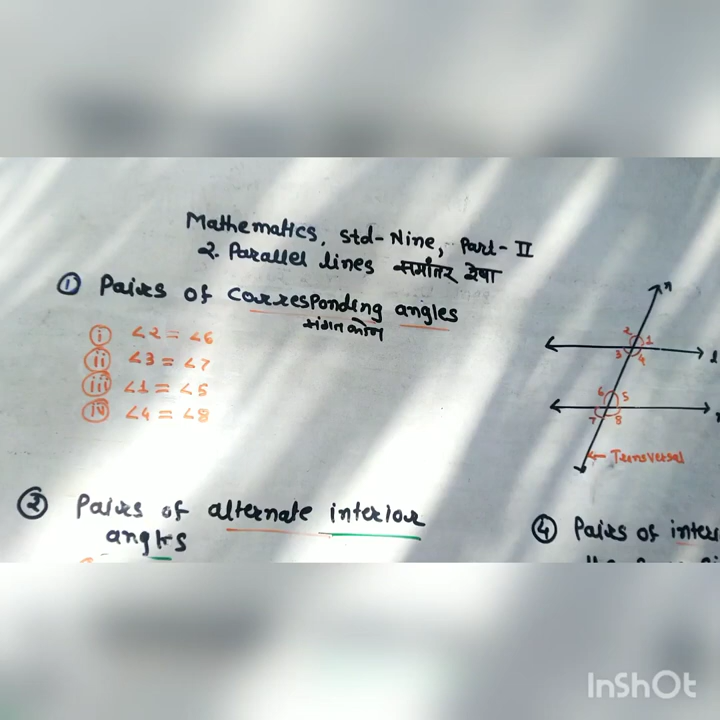 Mathematics, Std-Nine, Part-II
2. Parallel lines समांतर रेषा
① Pairs of corresponding angles
संगत कोन
i ∠2 = ∠6
ii ∠3 = ∠7
iii ∠1 = ∠5
iv ∠4 = ∠8
n
2 1
3 4
l
6 5
7 8
← Transversal
② Pairs of alternate interior
angles
④ Pairs of inter
InShOt